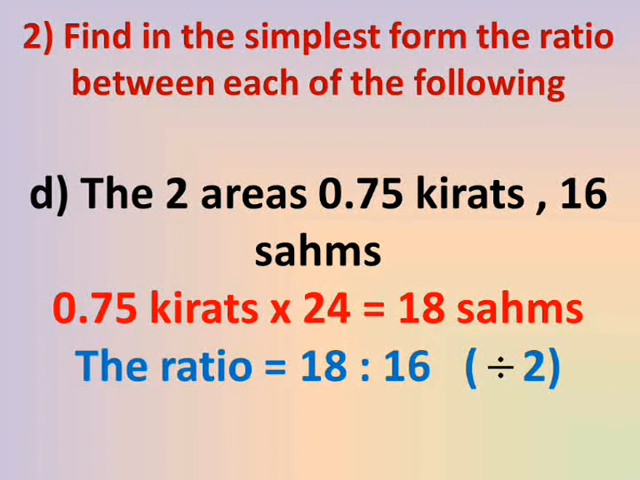 2) Find in the simplest form the ratio
between each of the following
d) The 2 areas 0.75 kirats , 16
sahms
0.75 kirats x 24 = 18 sahms
The ratio = 18 : 16 ( ÷ 2)